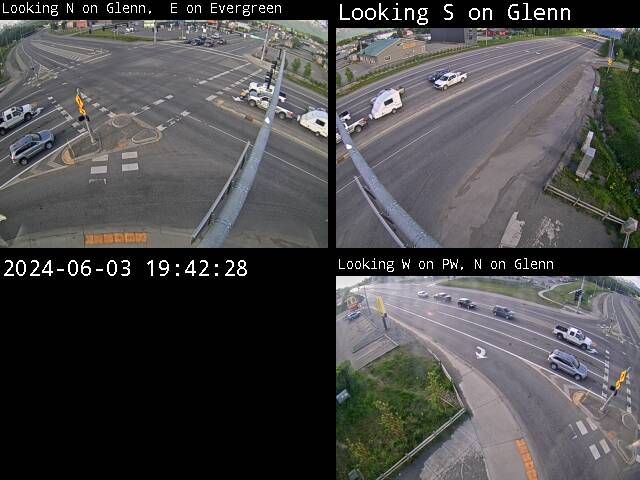 Looking N on Glenn,  E on Evergreen
Looking S on Glenn
2024-06-03 19:42:28
Looking W on PW, N on Glenn